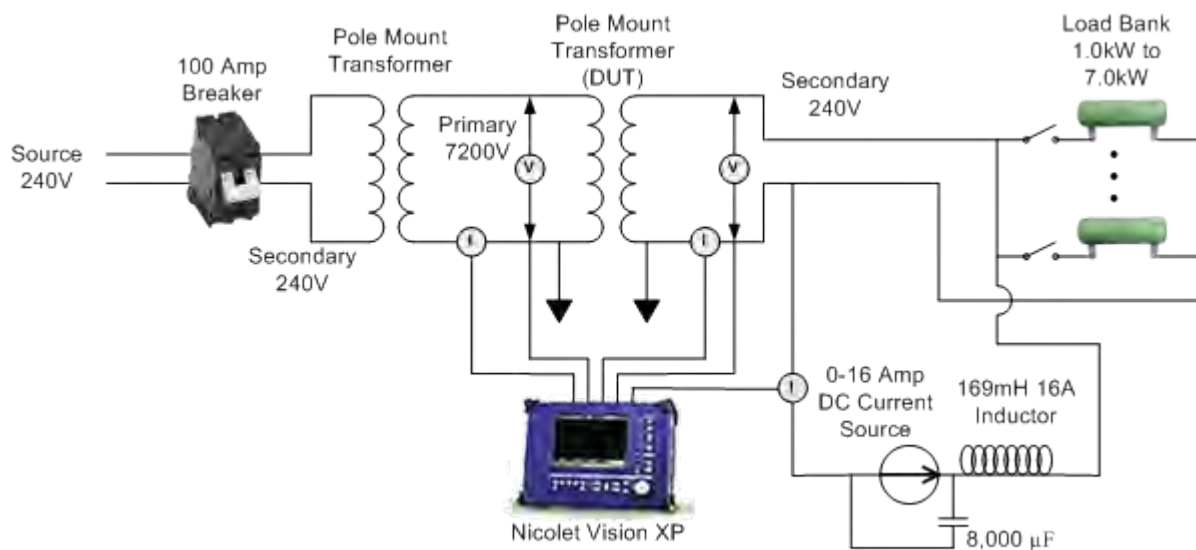 Pole Mount
Transformer
Pole Mount
Transformer
(DUT)
Load Bank
1.0kW to
7.0kW
100 Amp
Breaker
Secondary
240V
Primary
7200V
Source
240V
V
V
I
I
Secondary
240V
0-16 Amp
DC Current
Source
169mH 16A
Inductor
I
Nicolet Vision XP
8,000 µF